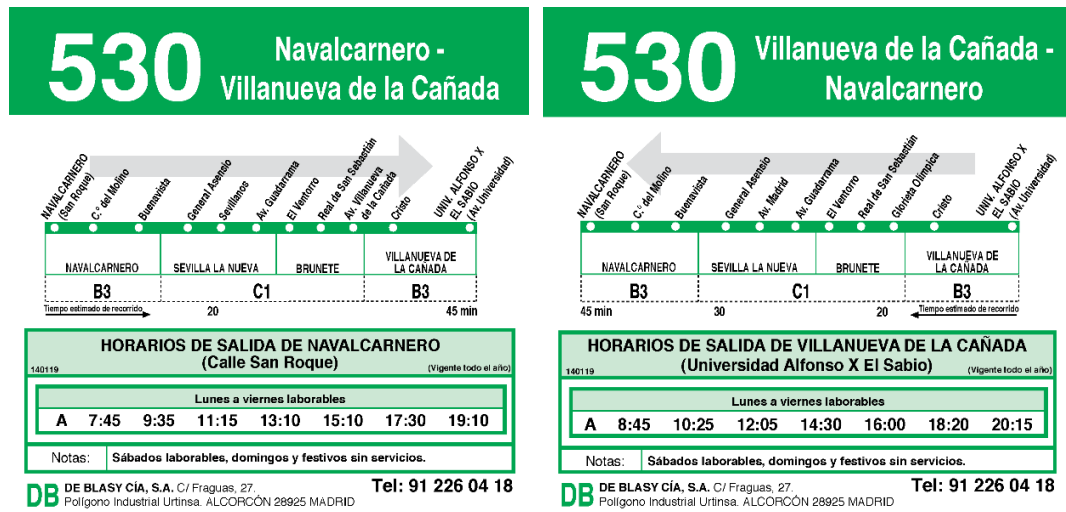 530
Navalcarnero -
Villanueva de la Cañada
NAVALCARNERO
(San Roque)
C.º del Molino
Buenavista
General Asensio
Sevillanos
Av. Guadarrama
El Ventorro
Real de San Sebastián
Av. Villanueva
de la Cañada
Cristo
UNIV. ALFONSO X
EL SABIO
(Av. Universidad)
NAVALCARNERO
SEVILLA LA NUEVA
BRUNETE
VILLANUEVA DE
LA CAÑADA
B3
C1
B3
Tiempo estimado de recorrido
20
45 min
HORARIOS DE SALIDA DE NAVALCARNERO
(Calle San Roque)
140119
(Vigente todo el año)
Lunes a viernes laborables
A 7:45 9:35 11:15 13:10 15:10 17:30 19:10
Notas: Sábados laborables, domingos y festivos sin servicios.
DB
DE BLAS Y CÍA, S.A. C/ Fraguas, 27.
Polígono Industrial Urtinsa. ALCORCÓN 28925 MADRID
Tel: 91 226 04 18
530
Villanueva de la Cañada -
Navalcarnero
NAVALCARNERO
(San Roque)
C.º del Molino
Buenavista
General Asensio
Av. Madrid
Av. Guadarrama
El Ventorro
Real de San Sebastián
Glorista Olímpica
Cristo
UNIV. ALFONSO X
EL SABIO
(Av. Universidad)
NAVALCARNERO
SEVILLA LA NUEVA
BRUNETE
VILLANUEVA DE
LA CAÑADA
B3
C1
B3
45 min
30
20
Tiempo estimado de recorrido
HORARIOS DE SALIDA DE VILLANUEVA DE LA CAÑADA
(Universidad Alfonso X El Sabio)
140119
(Vigente todo el año)
Lunes a viernes laborables
A 8:45 10:25 12:05 14:30 16:00 18:20 20:15
Notas: Sábados laborables, domingos y festivos sin servicios.
DB
DE BLAS Y CÍA, S.A. C/ Fraguas, 27.
Polígono Industrial Urtinsa. ALCORCÓN 28925 MADRID
Tel: 91 226 04 18